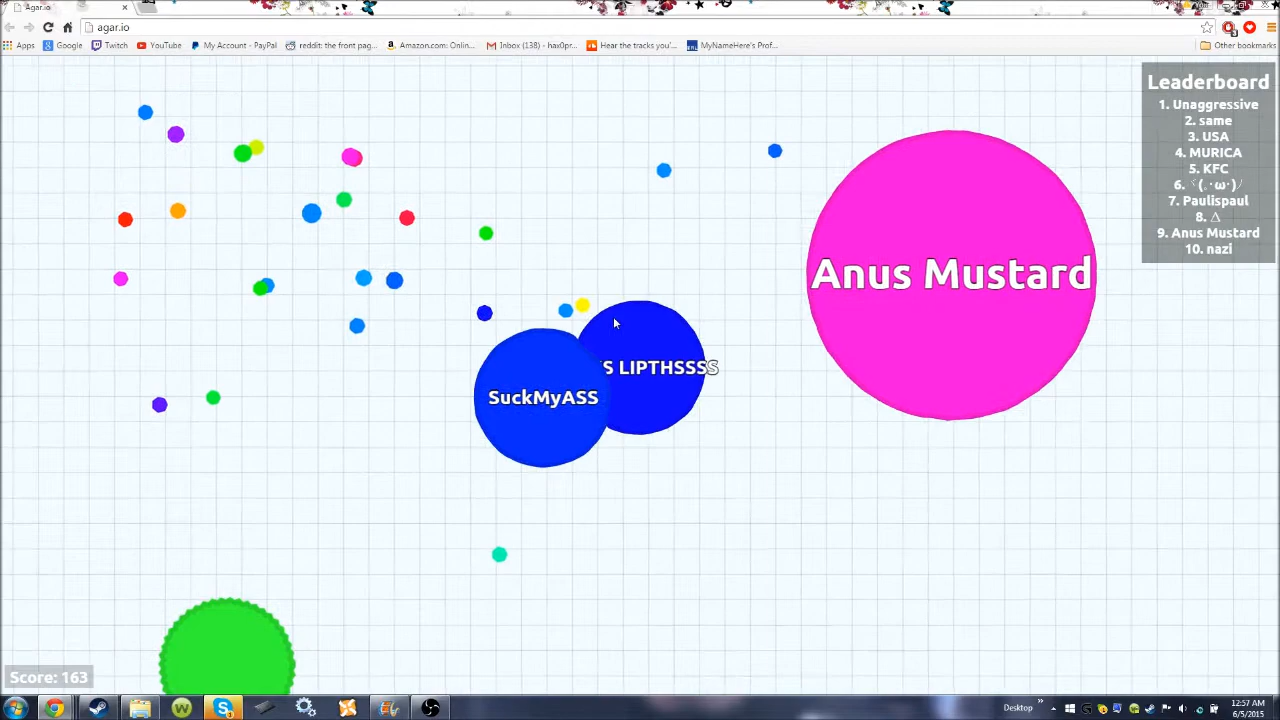 Agar.io
agar.io
Apps Google Twitch YouTube My Account - PayPal reddit: the front pag... Amazon.com: Onlin... Inbox (138) - hax0pr... Hear the tracks you'... MyNameHere's Prof... Other bookmarks
Leaderboard
1. Unaggressive
2. same
3. USA
4. MURICA
5. KFC
7. Paulispaul
8. Δ
9. Anus Mustard
10. nazi
Anus Mustard
S LIPTHSSSS
SuckMyASS
Score: 163
Desktop
12:57 AM
6/5/2015